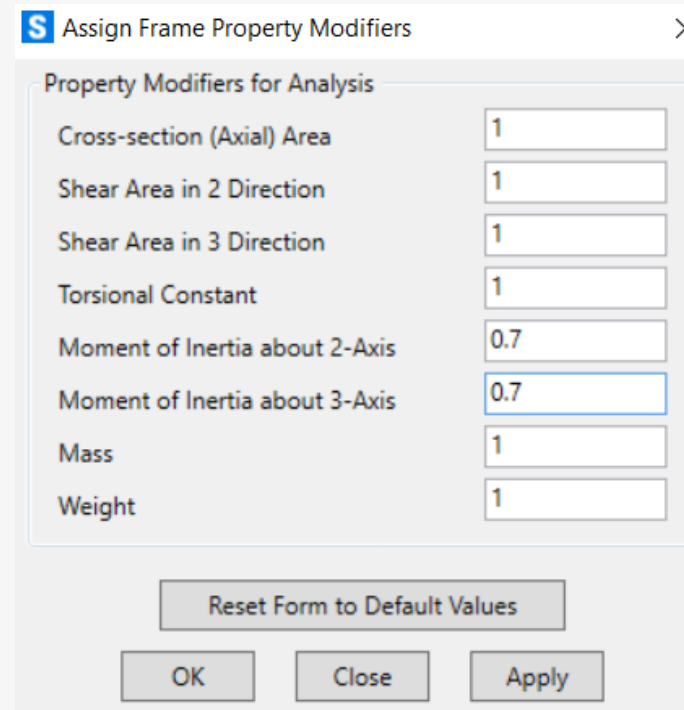 S Assign Frame Property Modifiers
Property Modifiers for Analysis
Cross-section (Axial) Area 1
Shear Area in 2 Direction 1
Shear Area in 3 Direction 1
Torsional Constant 1
Moment of Inertia about 2-Axis 0.7
Moment of Inertia about 3-Axis 0.7
Mass 1
Weight 1
Reset Form to Default Values
OK Close Apply